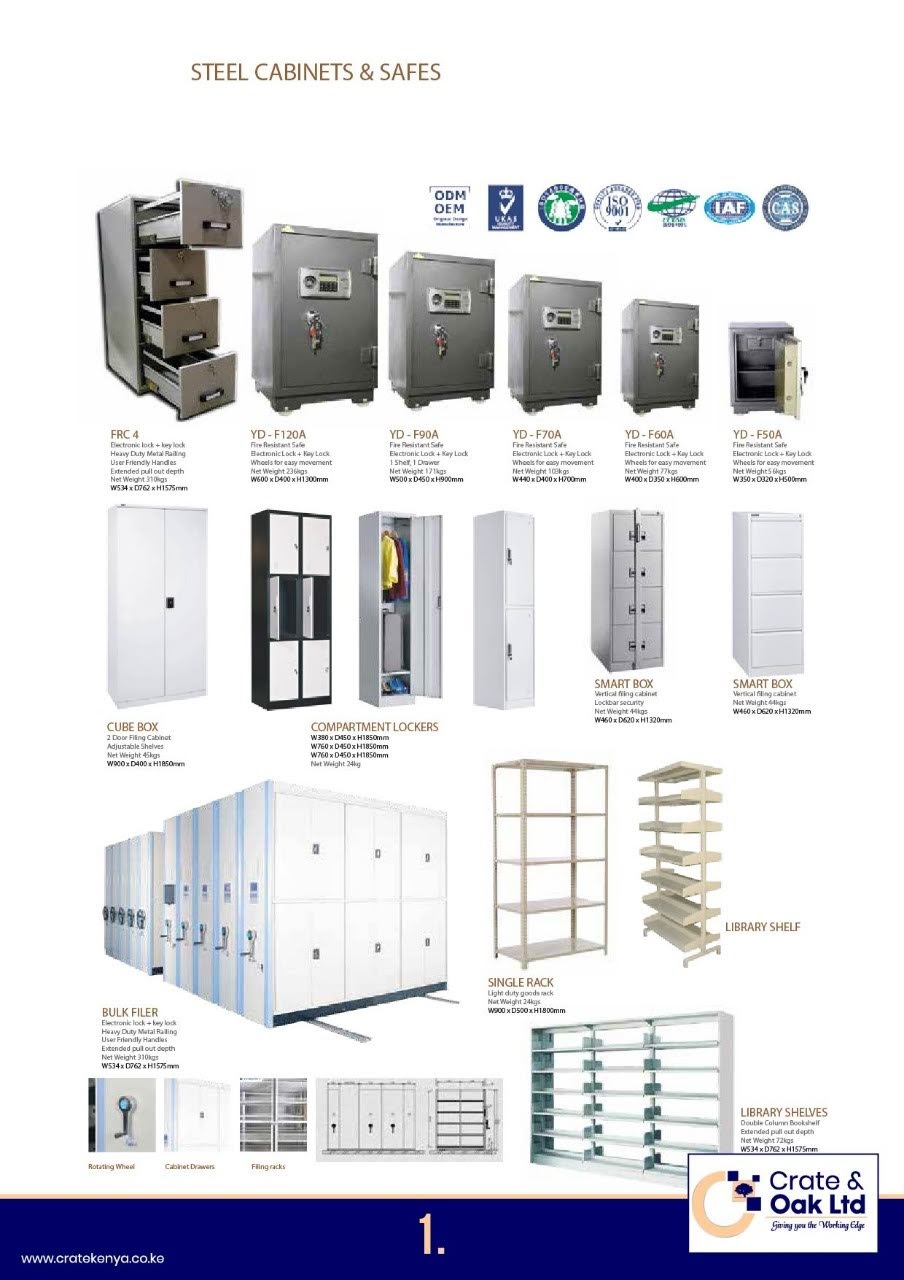 STEEL CABINETS & SAFES
ODM
OEM
Original Design
Manufacture
UKAS
MANAGEMENT
ISO
9001
IAF
CAS
FRC 4
Electronic lock + key lock
Heavy Duty Metal Railing
User Friendly Handles
Extended pull out depth
Net Weight 310kgs
W534 x D762 x H1575mm
YD - F120A
Fire Resistant Safe
Electronic Lock + Key Lock
Wheels for easy movement
Net Weight 236kgs
W600 x D400 x H1300mm
YD - F90A
Fire Resistant Safe
Electronic Lock + Key Lock
1 Shelf, 1 Drawer
Net Weight 171kgs
W500 x D450 x H900mm
YD - F70A
Fire Resistant Safe
Electronic Lock + Key Lock
Wheels for easy movement
Net Weight 103kgs
W440 x D400 x H700mm
YD - F60A
Fire Resistant Safe
Electronic Lock + Key Lock
Wheels for easy movement
Net Weight 77kgs
W400 x D350 x H600mm
YD - F50A
Fire Resistant Safe
Electronic Lock + Key Lock
Wheels for easy movement
Net Weight 56kgs
W350 x D320 x H500mm
CUBE BOX
2 Door Filing Cabinet
Adjustable Shelves
Net Weight 45kgs
W900 x D400 x H1850mm
COMPARTMENT LOCKERS
W380 x D450 x H1850mm
W760 x D450 x H1850mm
W760 x D450 x H1850mm
Net Weight 24kg
SMART BOX
Vertical filing cabinet
Lockbar security
Net Weight 44kgs
W460 x D620 x H1320mm
SMART BOX
Vertical filing cabinet
Net Weight 44kgs
W460 x D620 x H1320mm
LIBRARY SHELF
SINGLE RACK
Light duty goods rack
Net Weight 24kgs
W900 x D500 x H1800mm
BULK FILER
Electronic lock + key lock
Heavy Duty Metal Railing
User Friendly Handles
Extended pull out depth
Net Weight 310kgs
W534 x D762 x H1575mm
Rotating Wheel
Cabinet Drawers
Filing racks
LIBRARY SHELVES
Double Column Bookshelf
Extended pull out depth
Net Weight 72kgs
W534 x D762 x H1575mm
Crate &
Oak Ltd
Giving you the Working Edge
1.
www.cratekenya.co.ke